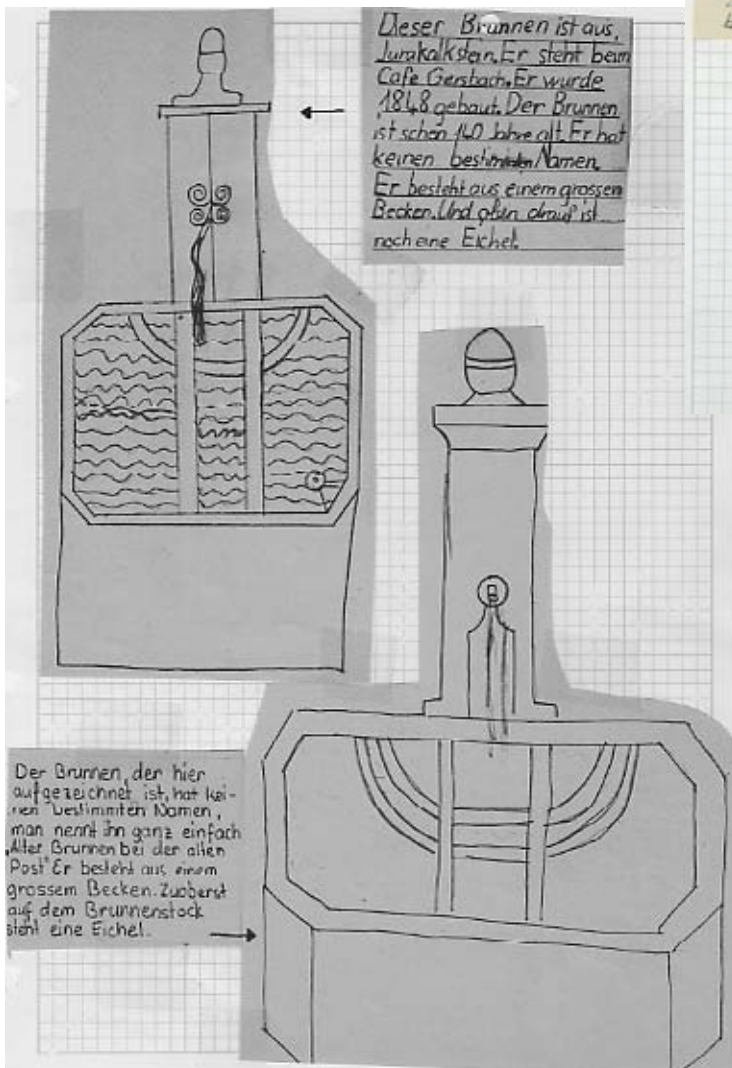 Dieser Brunnen ist aus
Jurakalkstein. Er steht beim
Cafe Gersbach. Er wurde
1848 gebaut. Der Brunnen
ist schon 140 Jahre alt. Er hat
keinen bestimmten Namen.
Er besteht aus einem grossen
Becken. Und oben drauf ist
noch eine Eichel.
Der Brunnen, der hier
aufgezeichnet ist, hat kei-
nen bestimmten Namen,
man nennt ihn ganz einfach
„Alter Brunnen bei der alten
Post" Er besteht aus einem
grossem Becken. Zuoberst
auf dem Brunnenstock
steht eine Eichel.